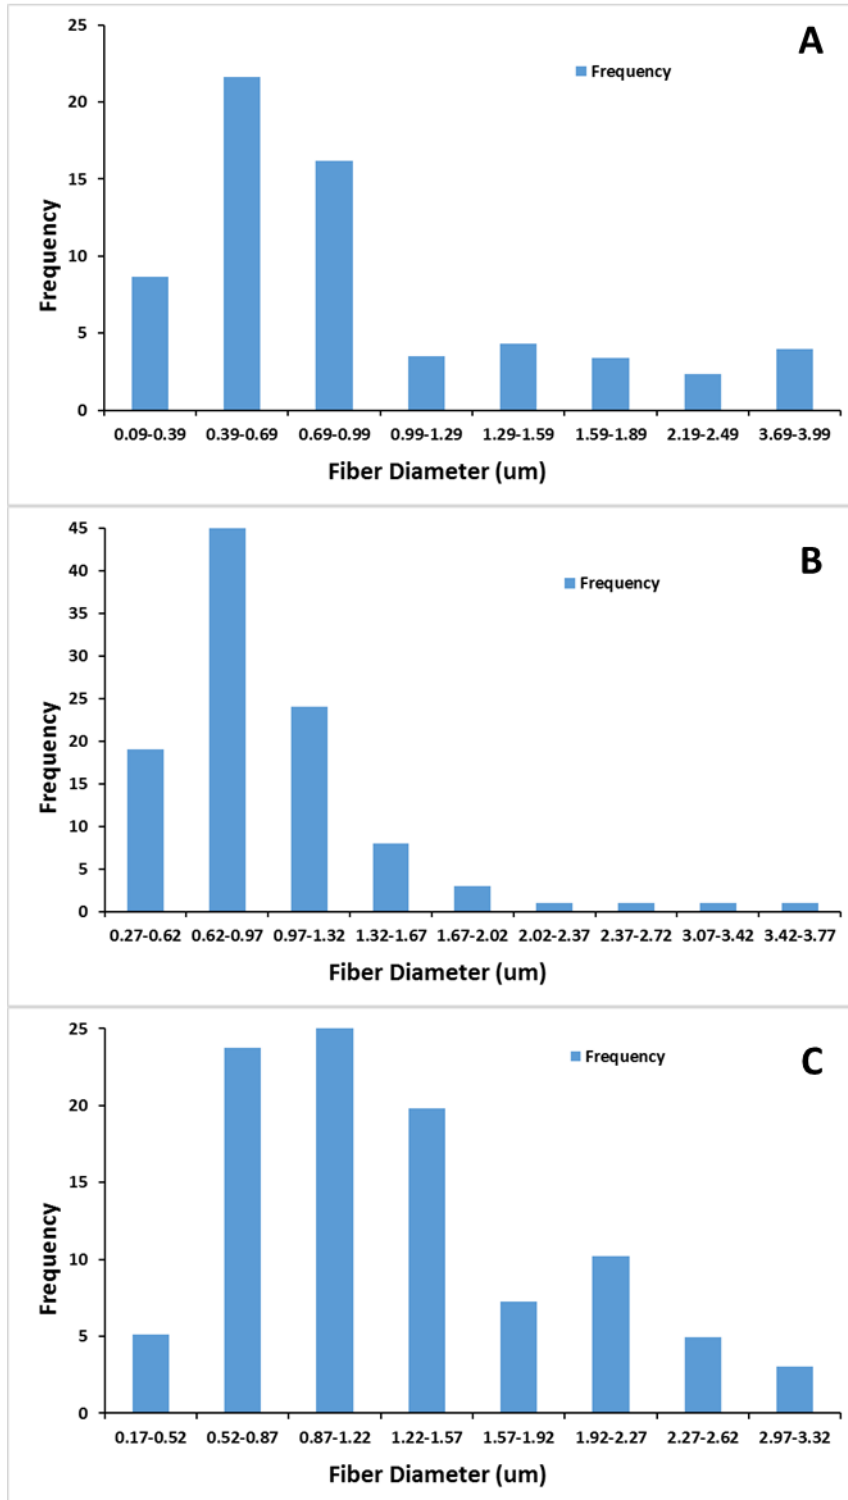 A
Frequency
25
20
15
10
5
0
Frequency
0.09-0.39 0.39-0.69 0.69-0.99 0.99-1.29 1.29-1.59 1.59-1.89 2.19-2.49 3.69-3.99
Fiber Diameter (um)
B
Frequency
45
40
35
30
25
20
15
10
5
0
Frequency
0.27-0.62 0.62-0.97 0.97-1.32 1.32-1.67 1.67-2.02 2.02-2.37 2.37-2.72 3.07-3.42 3.42-3.77
Fiber Diameter (um)
C
Frequency
25
20
15
10
5
0
Frequency
0.17-0.52 0.52-0.87 0.87-1.22 1.22-1.57 1.57-1.92 1.92-2.27 2.27-2.62 2.97-3.32
Fiber Diameter (um)